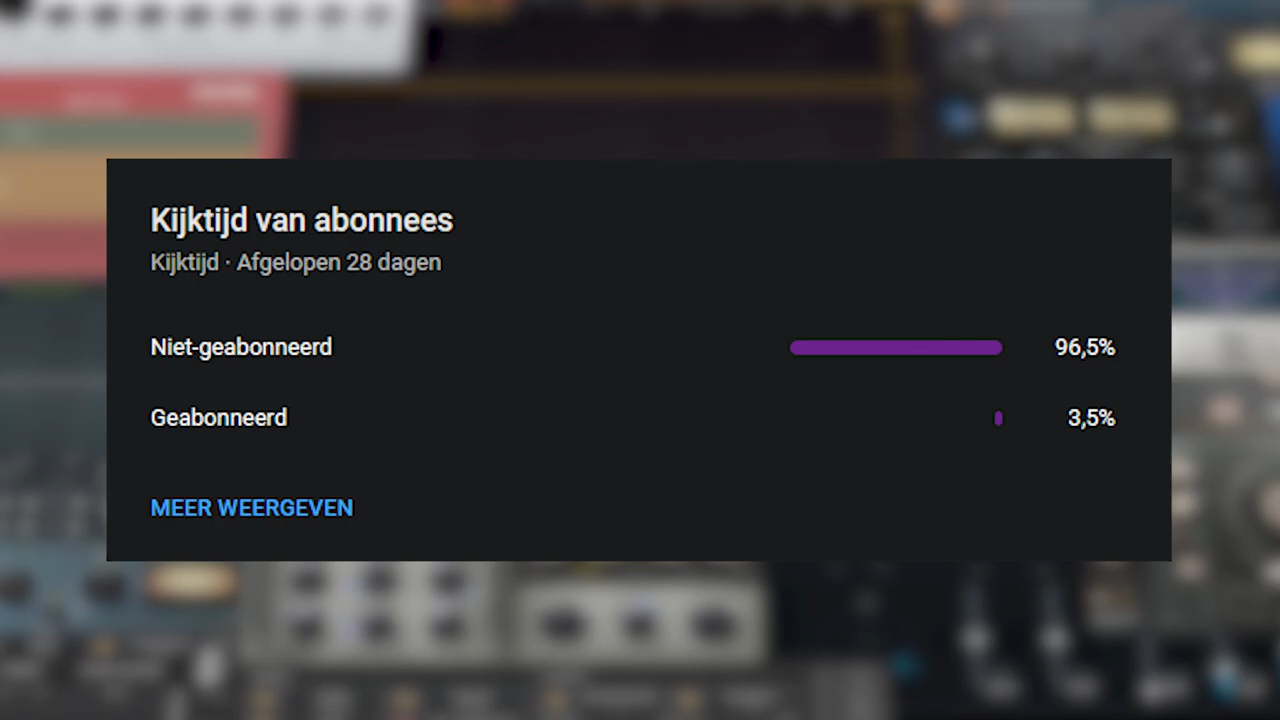 Kijktijd van abonnees
Kijktijd · Afgelopen 28 dagen
Niet-geabonneerd 96,5%
Geabonneerd 3,5%
MEER WEERGEVEN